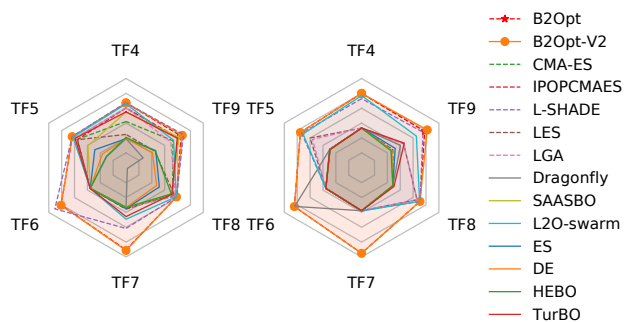 TF4
TF5
TF9
TF6
TF8
TF7
TF4
TF5
TF9
TF6
TF8
TF7
B2Opt
B2Opt-V2
CMA-ES
IPOPCMAES
L-SHADE
LES
LGA
Dragonfly
SAASBO
L2O-swarm
ES
DE
HEBO
TurBO